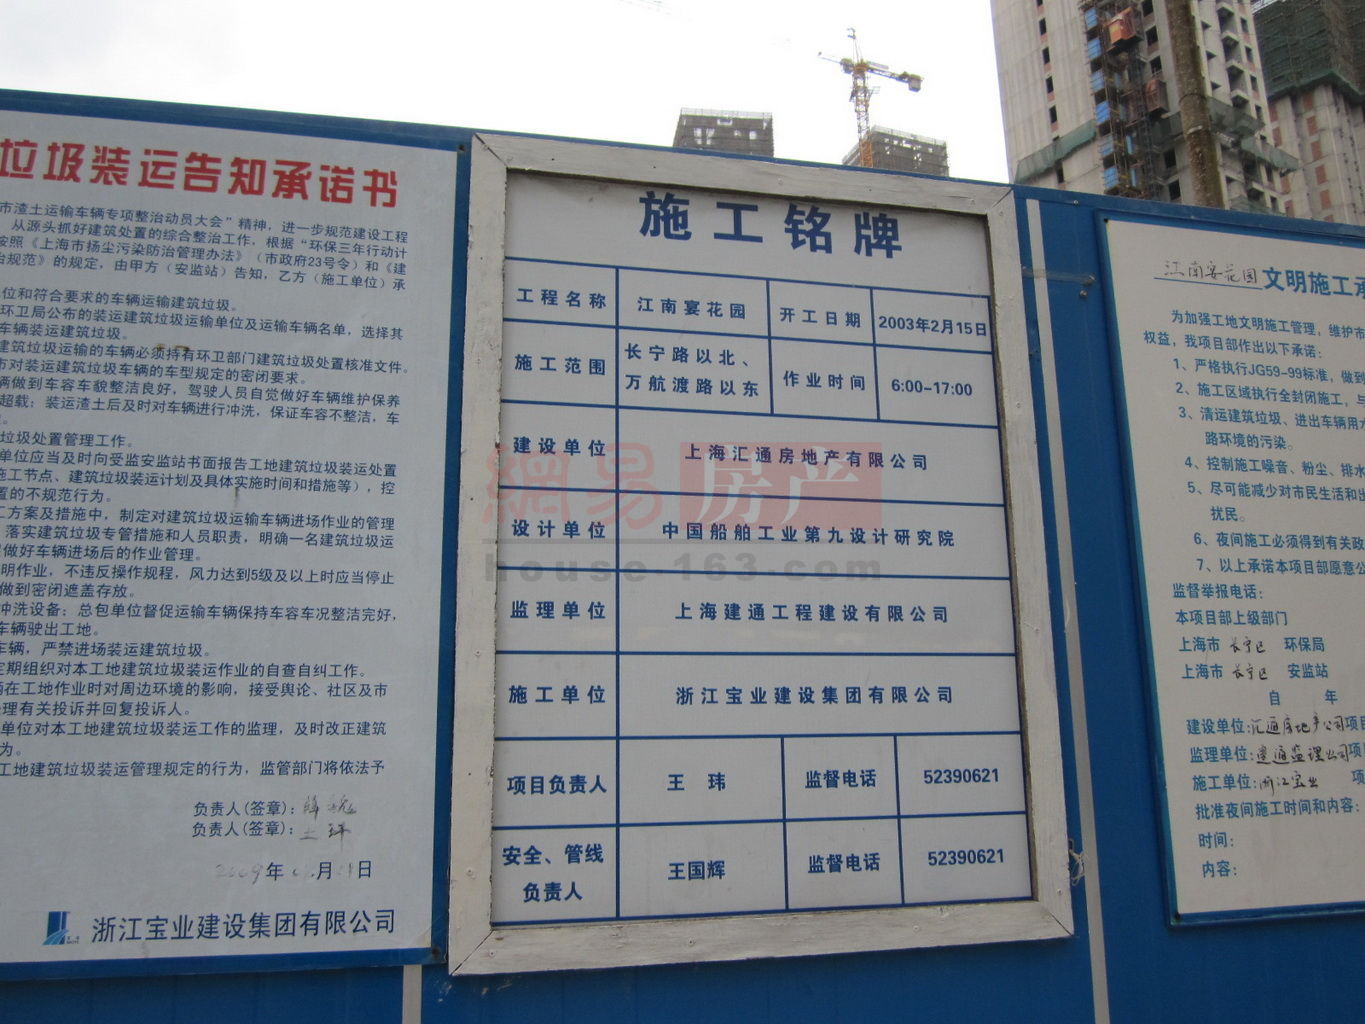 垃圾装运告知承诺书
市渣土运输车辆专项整治动员大会”精神，进一步规范建设工程
从源头抓好建筑处置的综合整治工作，根据“环保三年行动计
按照《上海市扬尘污染防治管理办法》（市政府23号令）和《建
治规范》的规定，由甲方（安监站）告知，乙方（施工单位）承
位和符合要求的车辆运输建筑垃圾。
环卫局公布的装运建筑垃圾运输单位及运输车辆名单，选择其
车辆装运建筑垃圾。
建筑垃圾运输的车辆必须持有环卫部门建筑垃圾处置核准文件。
市对装运建筑垃圾车辆的车型规定的密闭要求。
辆做到车容车貌整洁良好，驾驶人员自觉做好车辆维护保养
超载；装运渣土后及时对车辆进行冲洗，保证车容不整洁，车
垃圾处置管理工作。
单位应当及时向受监安监站书面报告工地建筑垃圾装运处置
施工节点、建筑垃圾装运计划及具体实施时间和措施等），控
置的不规范行为。
工方案及措施中，制定对建筑垃圾运输车辆进场作业的管理
落实建筑垃圾专管措施和人员职责，明确一名建筑垃圾运
做好车辆进场后的作业管理。
明作业，不违反操作规程，风力达到5级及以上时应当停止
做到密闭遮盖存放。
冲洗设备；总包单位督促运输车辆保持车容车况整洁完好，
车辆驶出工地。
车辆，严禁进场装运建筑垃圾。
定期组织对本工地建筑垃圾装运作业的自查自纠工作。
辆在工地作业时对周边环境的影响，接受舆论、社区及市
理有关投诉并回复投诉人。
单位对本工地建筑垃圾装运工作的监理，及时改正建筑
为。
工地建筑垃圾装运管理规定的行为，监管部门将依法予
负责人（签章）：
负责人（签章）：王玮
2009年 月 日
浙江宝业建设集团有限公司
施工铭牌
工程名称 江南宴花园 开工日期 2003年2月15日
施工范围 长宁路以北、万航渡路以东 作业时间 6:00-17:00
建设单位 上海汇通房地产有限公司
设计单位 中国船舶工业第九设计研究院
监理单位 上海建通工程建设有限公司
施工单位 浙江宝业建设集团有限公司
项目负责人 王玮 监督电话 52390621
安全、管线负责人 王国辉 监督电话 52390621
網易房产
house.163.com
江南宴花园文明施工承
为加强工地文明施工管理，维护市
权益，我项目部作出以下承诺：
1、严格执行JG59-99标准，做到
2、施工区域执行全封闭施工，与
3、清运建筑垃圾、进出车辆用水
路环境的污染。
4、控制施工噪音、粉尘、排水
5、尽可能减少对市民生活和出
扰民。
6、夜间施工必须得到有关政
7、以上承诺本项目部愿意公
监督举报电话：
本项目部上级部门
上海市 长宁区 环保局
上海市 长宁区 安监站
自 年
建设单位：汇通房地产公司项目
监理单位：建通监理公司项
施工单位：浙江宝业 项
批准夜间施工时间和内容：
时间：
内容：